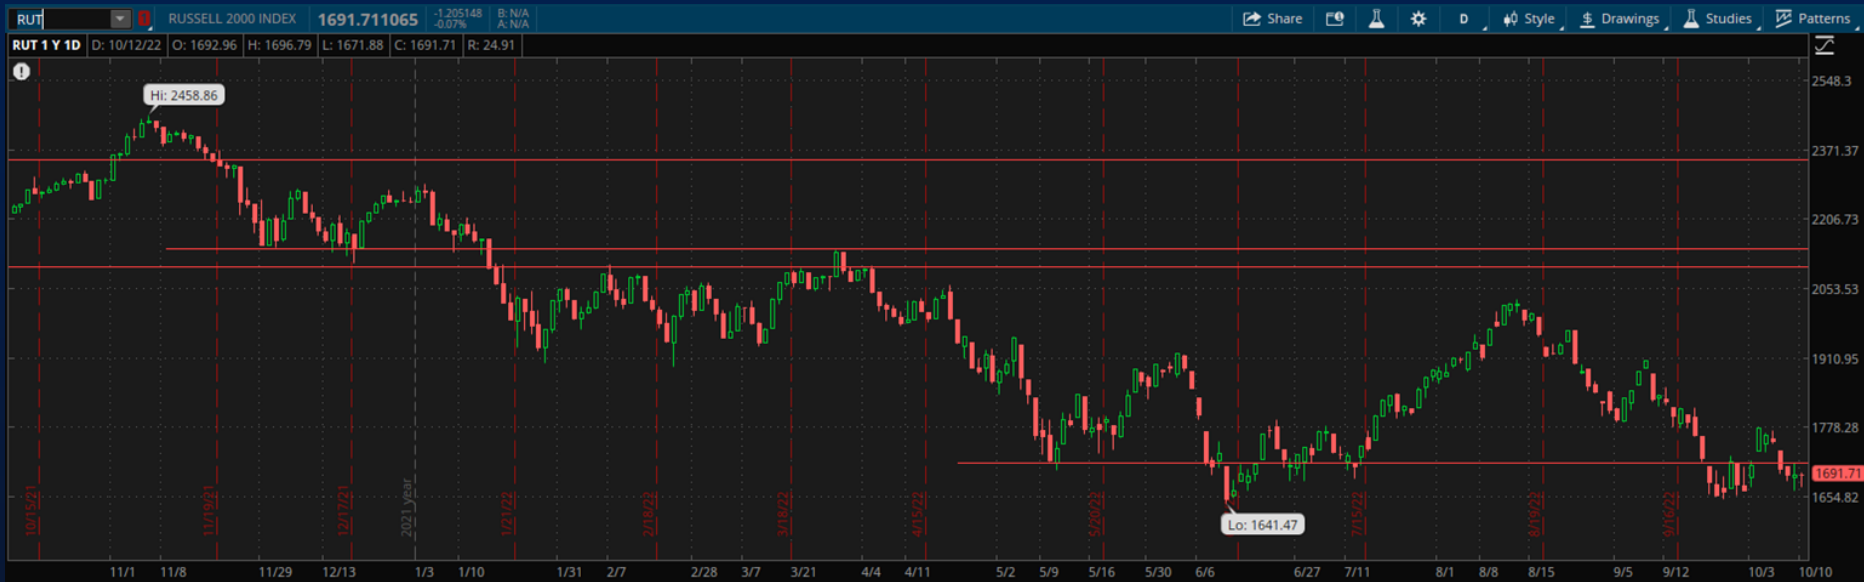 RUT RUSSELL 2000 INDEX 1691.711065 -1.205148 B: N/A Share D Style $ Drawings Studies Patterns
-0.07% A: N/A
RUT 1 Y 1D D: 10/12/22 O: 1692.96 H: 1696.79 L: 1671.88 C: 1691.71 R: 24.91
Hi: 2458.86
2548.3
2371.37
2206.73
2053.53
1910.95
1778.28
1691.71
1654.82
Lo: 1641.47
10/15/21
11/19/21
12/17/21
2021 year
1/21/22
2/18/22
3/18/22
4/15/22
5/20/22
7/15/22
8/19/22
9/16/22
11/1 11/8 11/29 12/13 1/3 1/10 1/31 2/7 2/28 3/7 3/21 4/4 4/11 5/2 5/9 5/16 5/30 6/6 6/27 7/11 8/1 8/8 8/15 9/5 9/12 10/3 10/10